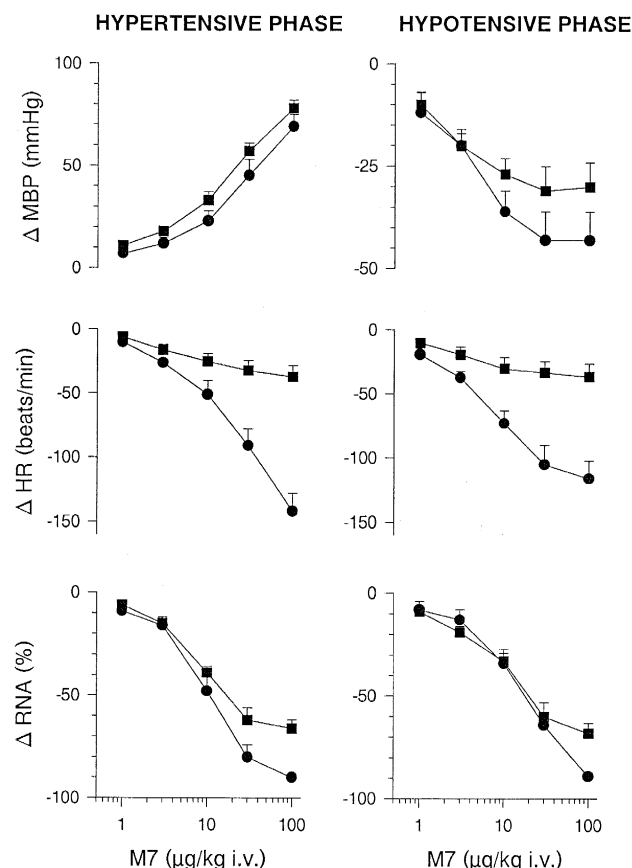 HYPERTENSIVE PHASE
HYPOTENSIVE PHASE
Δ MBP (mmHg)
100
50
0
0
-25
-50
Δ HR (beats/min)
0
-50
-100
-150
0
-50
-100
-150
Δ RNA (%)
0
-50
-100
0
-50
-100
1 10 100
1 10 100
M7 (μg/kg i.v.)
M7 (μg/kg i.v.)